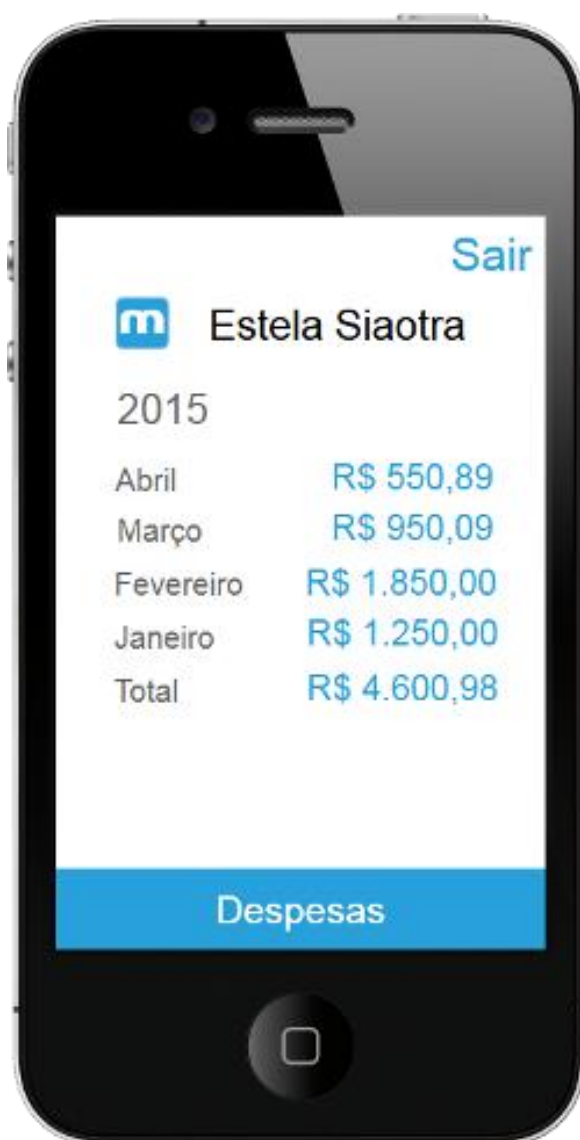 Sair
m Estela Siaotra
2015
Abril R$ 550,89
Março R$ 950,09
Fevereiro R$ 1.850,00
Janeiro R$ 1.250,00
Total R$ 4.600,98
Despesas